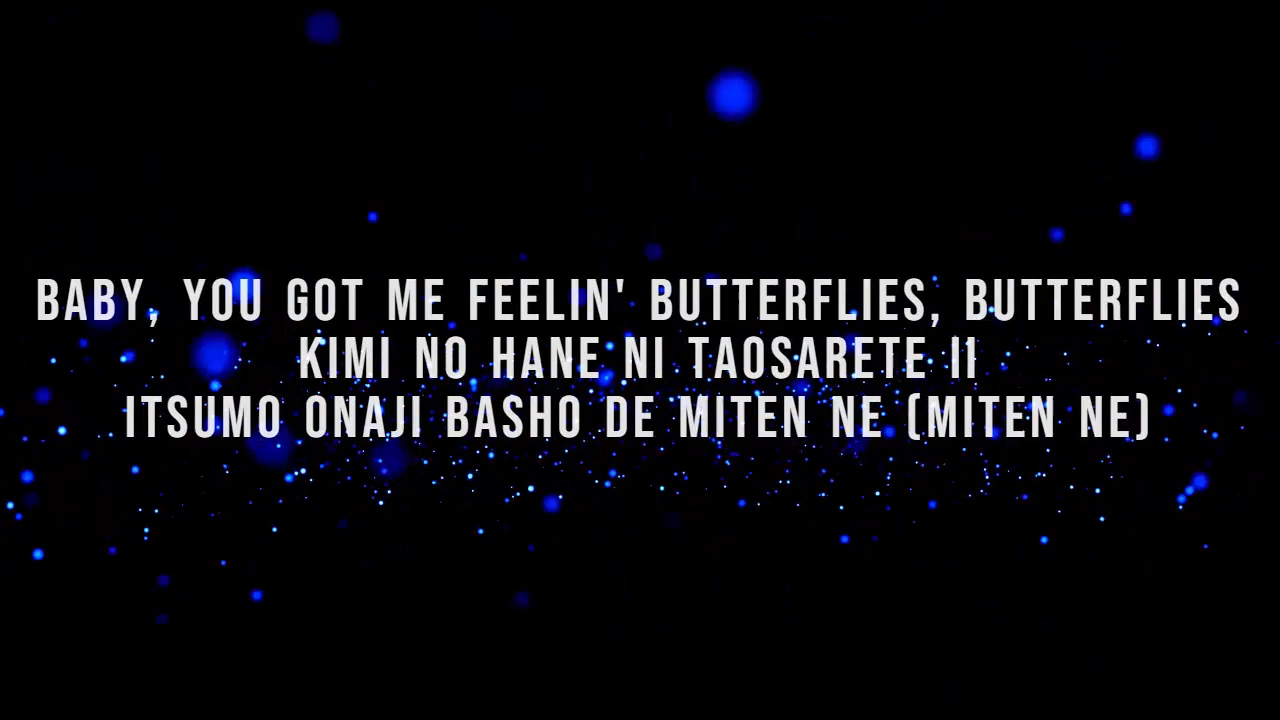 BABY, YOU GOT ME FEELIN' BUTTERFLIES, BUTTERFLIES
KIMI NO HANE NI TAOSARETE II
ITSUMO ONAJI BASHO DE MITEN NE (MITEN NE)